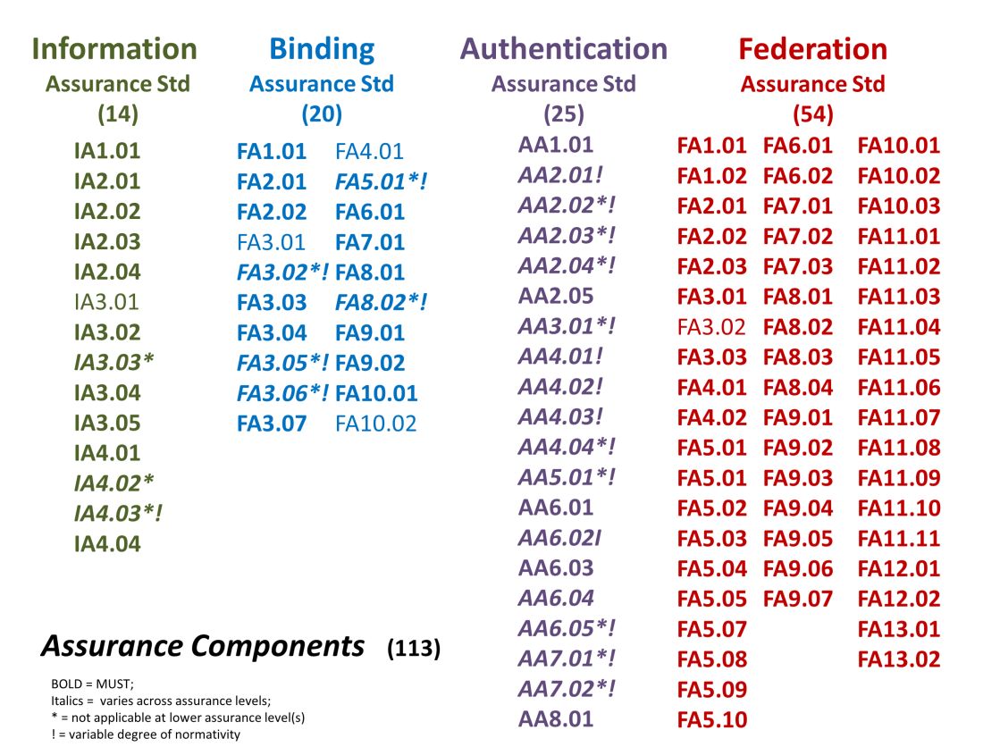 Information
Assurance Std
(14)
IA1.01
IA2.01
IA2.02
IA2.03
IA2.04
IA3.01
IA3.02
IA3.03*
IA3.04
IA3.05
IA4.01
IA4.02*
IA4.03*!
IA4.04
Binding
Assurance Std
(20)
FA1.01 FA4.01
FA2.01 FA5.01*!
FA2.02 FA6.01
FA3.01 FA7.01
FA3.02*! FA8.01
FA3.03 FA8.02*!
FA3.04 FA9.01
FA3.05*! FA9.02
FA3.06*! FA10.01
FA3.07 FA10.02
Authentication
Assurance Std
(25)
AA1.01
AA2.01!
AA2.02*!
AA2.03*!
AA2.04*!
AA2.05
AA3.01*!
AA4.01!
AA4.02!
AA4.03!
AA4.04*!
AA5.01*!
AA6.01
AA6.02I
AA6.03
AA6.04
AA6.05*!
AA7.01*!
AA7.02*!
AA8.01
Federation
Assurance Std
(54)
FA1.01 FA6.01 FA10.01
FA1.02 FA6.02 FA10.02
FA2.01 FA7.01 FA10.03
FA2.02 FA7.02 FA11.01
FA2.03 FA7.03 FA11.02
FA3.01 FA8.01 FA11.03
FA3.02 FA8.02 FA11.04
FA3.03 FA8.03 FA11.05
FA4.01 FA8.04 FA11.06
FA4.02 FA9.01 FA11.07
FA5.01 FA9.02 FA11.08
FA5.01 FA9.03 FA11.09
FA5.02 FA9.04 FA11.10
FA5.03 FA9.05 FA11.11
FA5.04 FA9.06 FA12.01
FA5.05 FA9.07 FA12.02
FA5.07 FA13.01
FA5.08 FA13.02
FA5.09
FA5.10
Assurance Components (113)
BOLD = MUST;
Italics = varies across assurance levels;
* = not applicable at lower assurance level(s)
! = variable degree of normativity